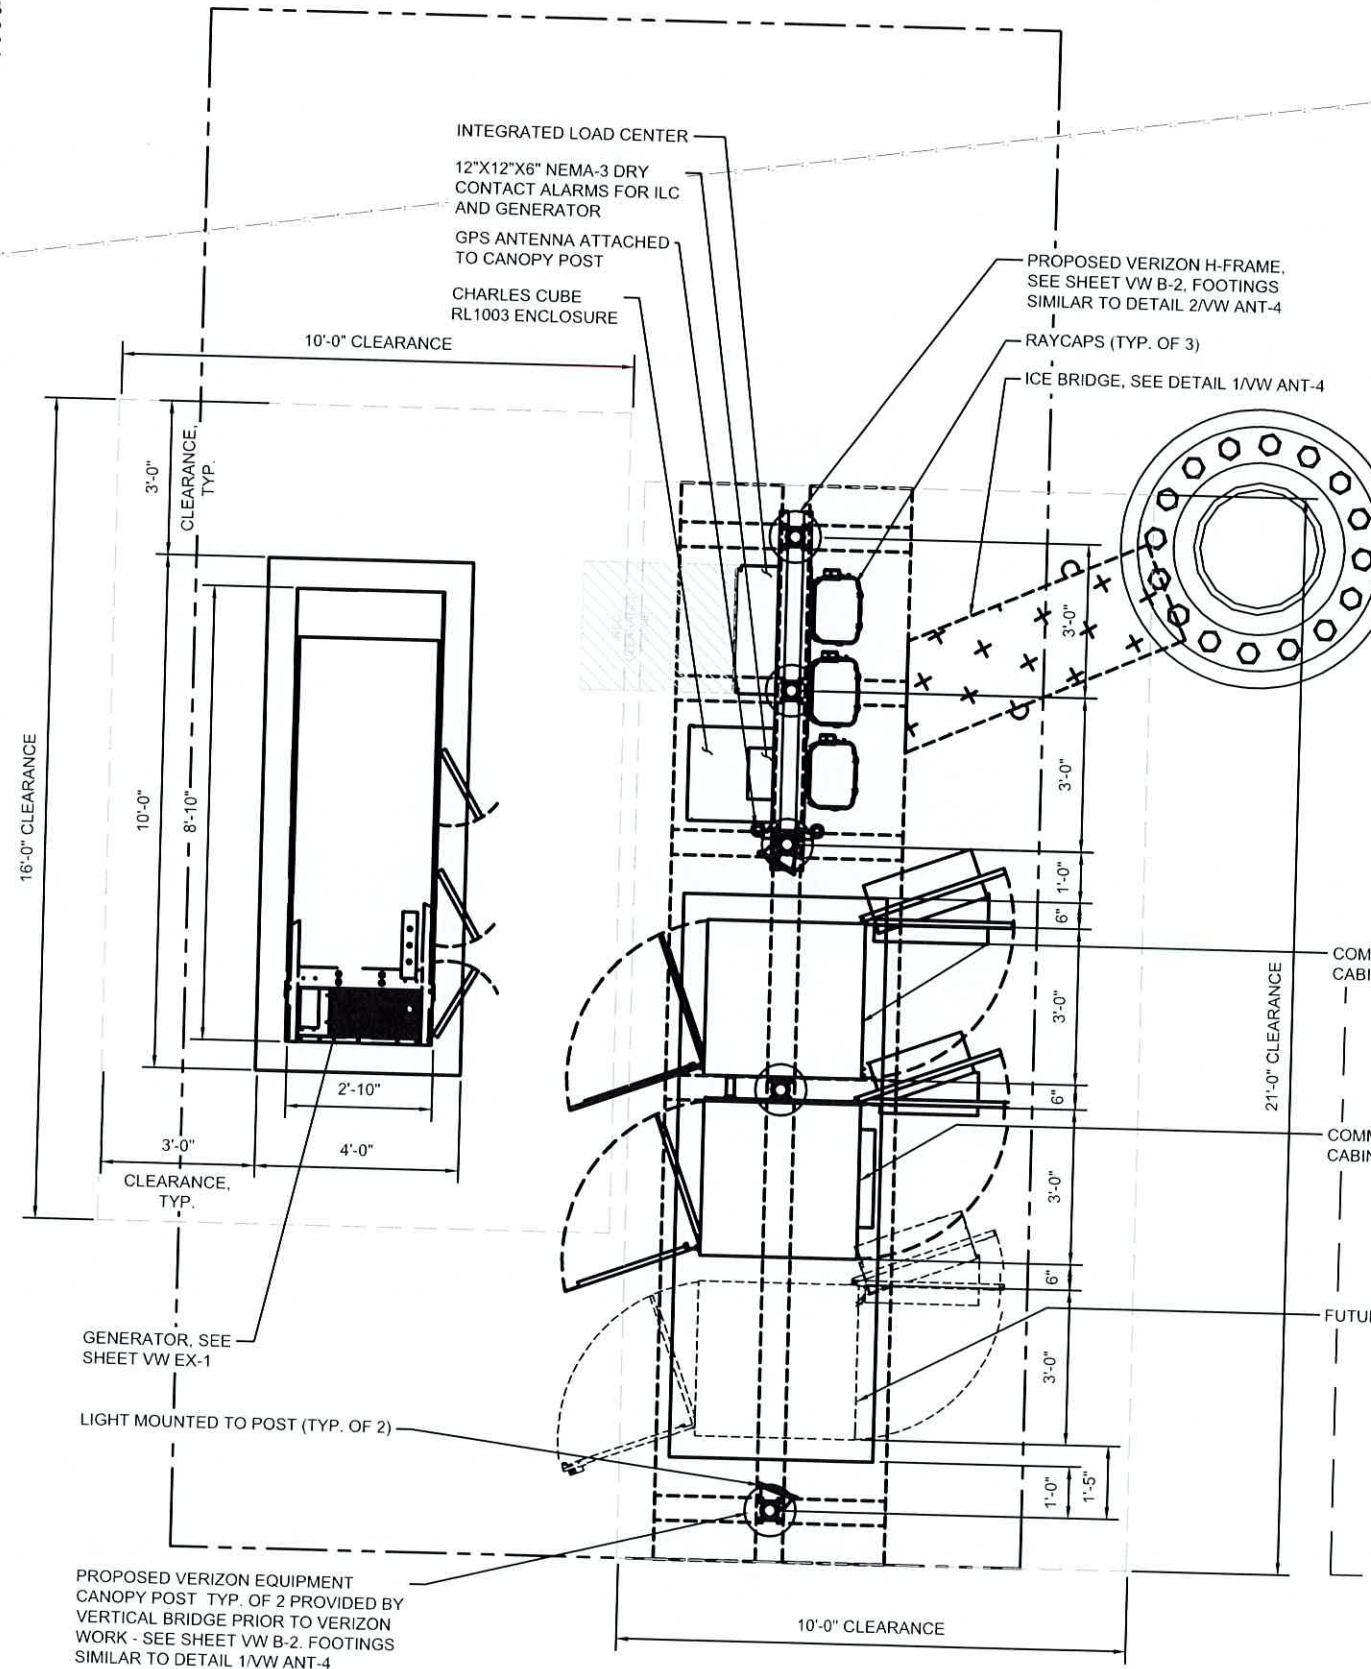 INTEGRATED LOAD CENTER
12"X12"X6" NEMA-3 DRY
CONTACT ALARMS FOR ILC
AND GENERATOR
GPS ANTENNA ATTACHED
TO CANOPY POST
CHARLES CUBE
RL1003 ENCLOSURE
PROPOSED VERIZON H-FRAME,
SEE SHEET VW B-2, FOOTINGS
SIMILAR TO DETAIL 2/VW ANT-4
RAYCAPS (TYP. OF 3)
ICE BRIDGE, SEE DETAIL 1/VW ANT-4
10'-0" CLEARANCE
3'-0"
CLEARANCE,
TYP.
16'-0" CLEARANCE
10'-0"
8'-10"
2'-10"
3'-0"
4'-0"
CLEARANCE,
TYP.
3'-0"
3'-0"
1'-0"
6"
3'-0"
6"
3'-0"
6"
3'-0"
1'-0"
1'-5"
21'-0" CLEARANCE
COM
CABI
COM
CABIN
FUTU
GENERATOR, SEE
SHEET VW EX-1
LIGHT MOUNTED TO POST (TYP. OF 2)
PROPOSED VERIZON EQUIPMENT
CANOPY POST TYP. OF 2 PROVIDED BY
VERTICAL BRIDGE PRIOR TO VERIZON
WORK - SEE SHEET VW B-2. FOOTINGS
SIMILAR TO DETAIL 1/VW ANT-4
10'-0" CLEARANCE